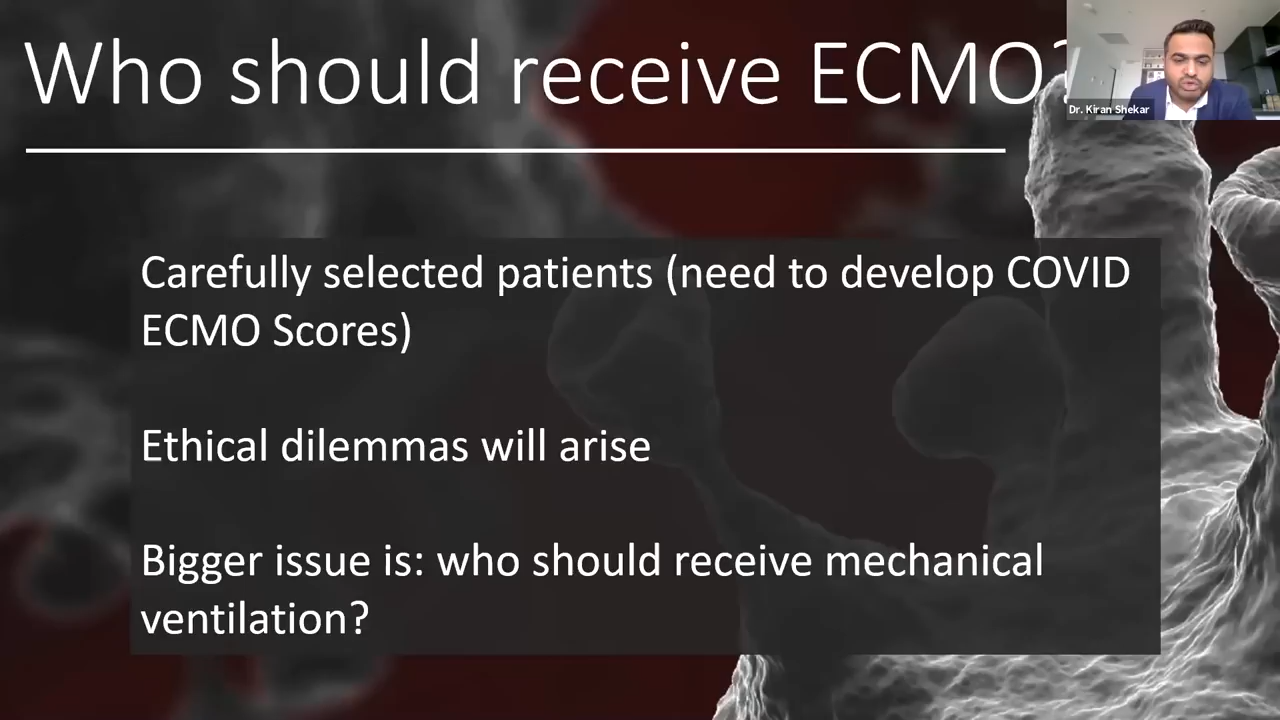 Who should receive ECMO?
Dr. Kiran Shekar
Carefully selected patients (need to develop COVID
ECMO Scores)
Ethical dilemmas will arise
Bigger issue is: who should receive mechanical
ventilation?